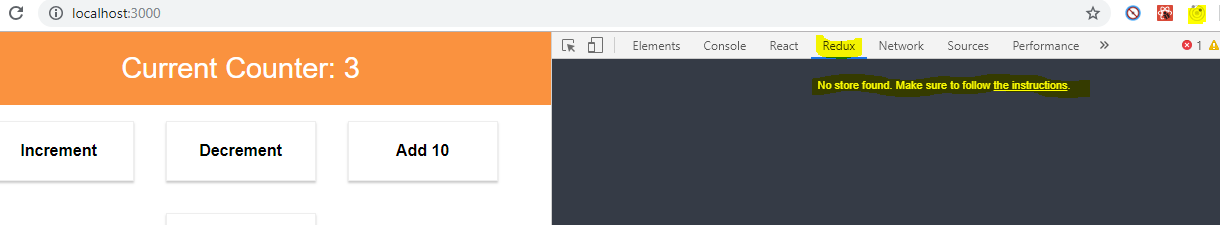 localhost:3000
Current Counter: 3
Increment
Decrement
Add 10
Elements
Console
React
Redux
Network
Sources
Performance
»
1
No store found. Make sure to follow the instructions.